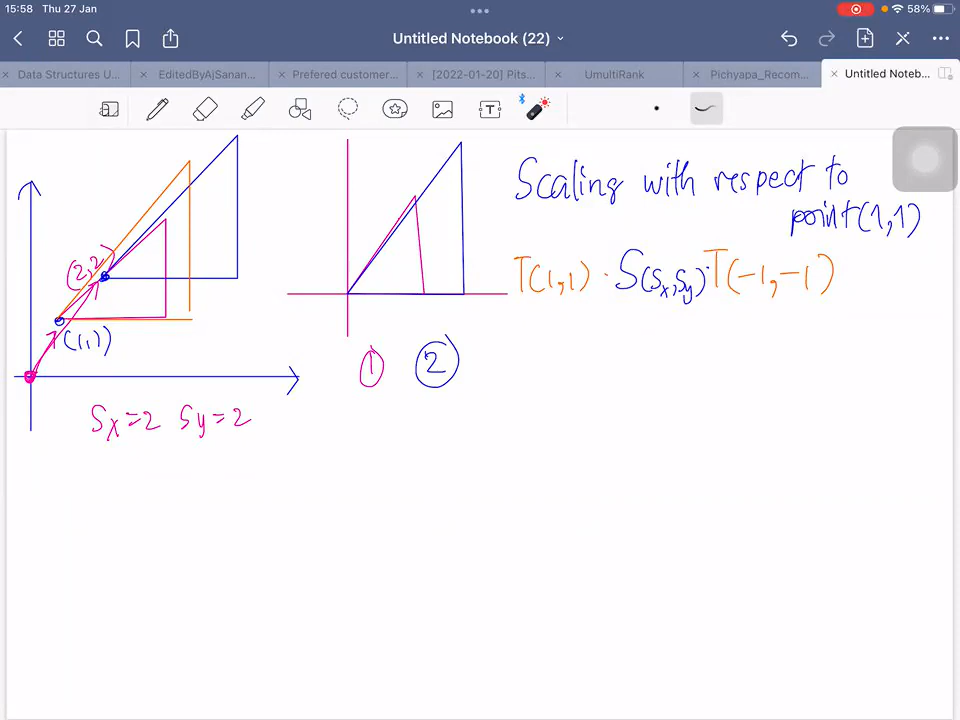 15:58 Thu 27 Jan
58%
Untitled Notebook (22)
Data Structures U...
EditedByAjSanan...
Prefered customer...
[2022-01-20] Pits...
UmultiRank
Pichyapa_Recom...
Untitled Noteb...
T
Scaling with respect to
point(1,1)
T(1,1) · S(Sx,Sy)·T(-1,-1)
(2,2)
(1,1)
1 2
Sx=2 Sy=2